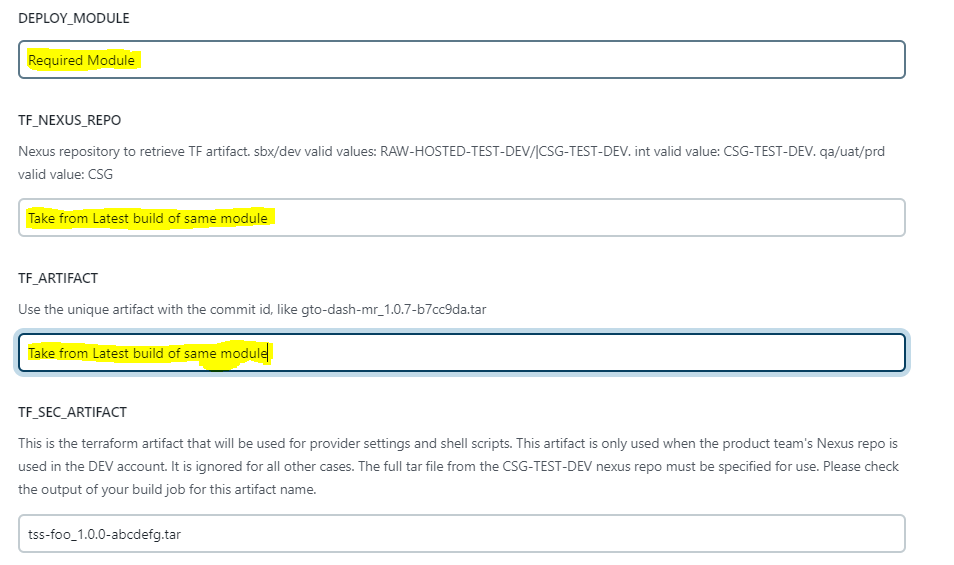 DEPLOY_MODULE
Required Module
TF_NEXUS_REPO
Nexus repository to retrieve TF artifact. sbx/dev valid values: RAW-HOSTED-TEST-DEV/|CSG-TEST-DEV. int valid value: CSG-TEST-DEV. qa/uat/prd
valid value: CSG
Take from Latest build of same module
TF_ARTIFACT
Use the unique artifact with the commit id, like gto-dash-mr_1.0.7-b7cc9da.tar
Take from Latest build of same module
TF_SEC_ARTIFACT
This is the terraform artifact that will be used for provider settings and shell scripts. This artifact is only used when the product team's Nexus repo is
used in the DEV account. It is ignored for all other cases. The full tar file from the CSG-TEST-DEV nexus repo must be specified for use. Please check
the output of your build job for this artifact name.
tss-foo_1.0.0-abcdefg.tar